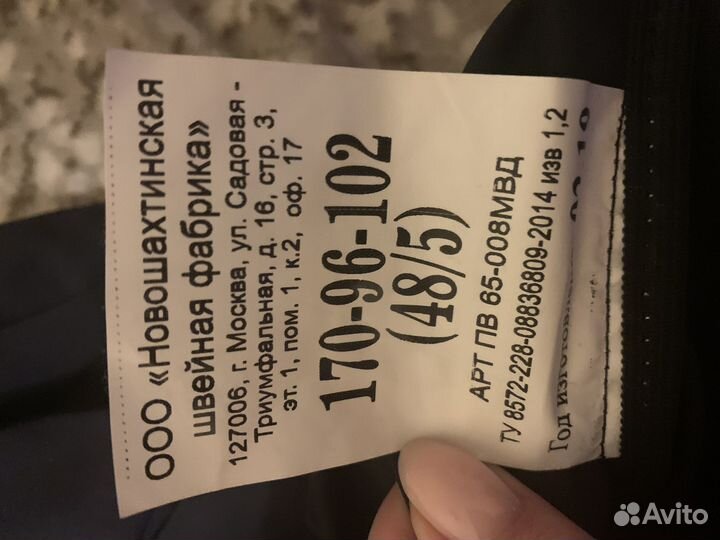 ООО «Новошахтинская
швейная фабрика»
127006, г. Москва, ул. Садовая -
Триумфальная, д. 16, стр. 3,
эт. 1, пом. 1, к.2, оф. 17
170-96-102
(48/5)
АРТ ПВ 65-008МВД
ТУ 8572-228-08836809-2014 изв 1,2
Год
Avito